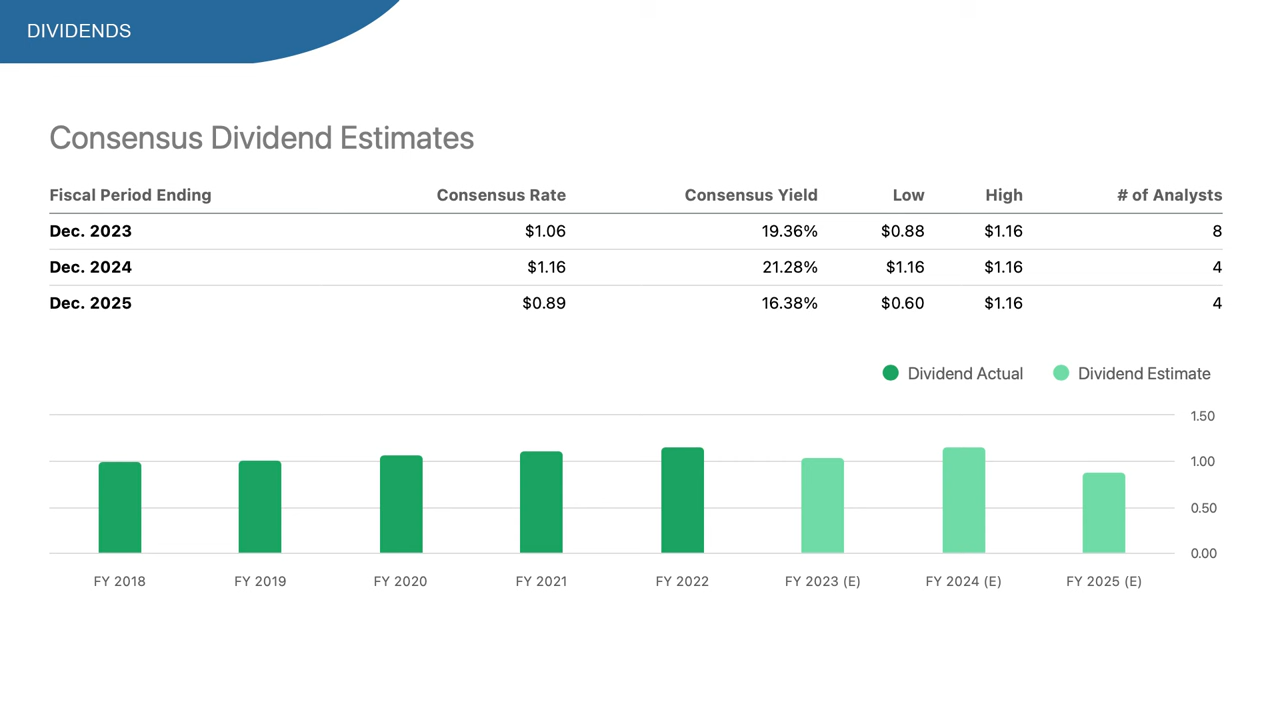 DIVIDENDS
Consensus Dividend Estimates
Fiscal Period Ending Consensus Rate Consensus Yield Low High # of Analysts
Dec. 2023 $1.06 19.36% $0.88 $1.16 8
Dec. 2024 $1.16 21.28% $1.16 $1.16 4
Dec. 2025 $0.89 16.38% $0.60 $1.16 4
Dividend Actual Dividend Estimate
1.50
1.00
0.50
0.00
FY 2018 FY 2019 FY 2020 FY 2021 FY 2022 FY 2023 (E) FY 2024 (E) FY 2025 (E)